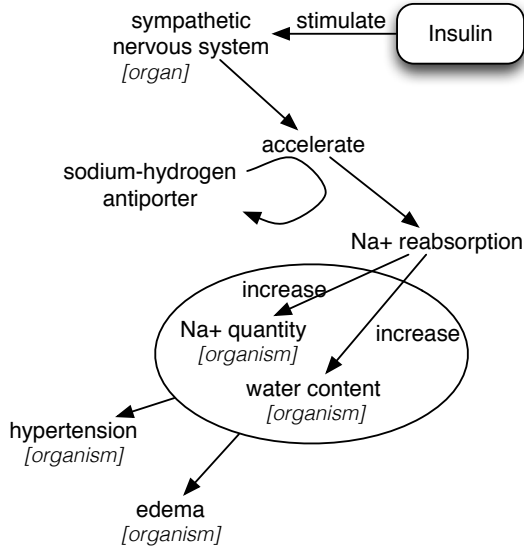 sympathetic
nervous system
[organ]
stimulate
Insulin
accelerate
sodium-hydrogen
antiporter
Na+ reabsorption
increase
Na+ quantity
[organism]
increase
water content
[organism]
hypertension
[organism]
edema
[organism]